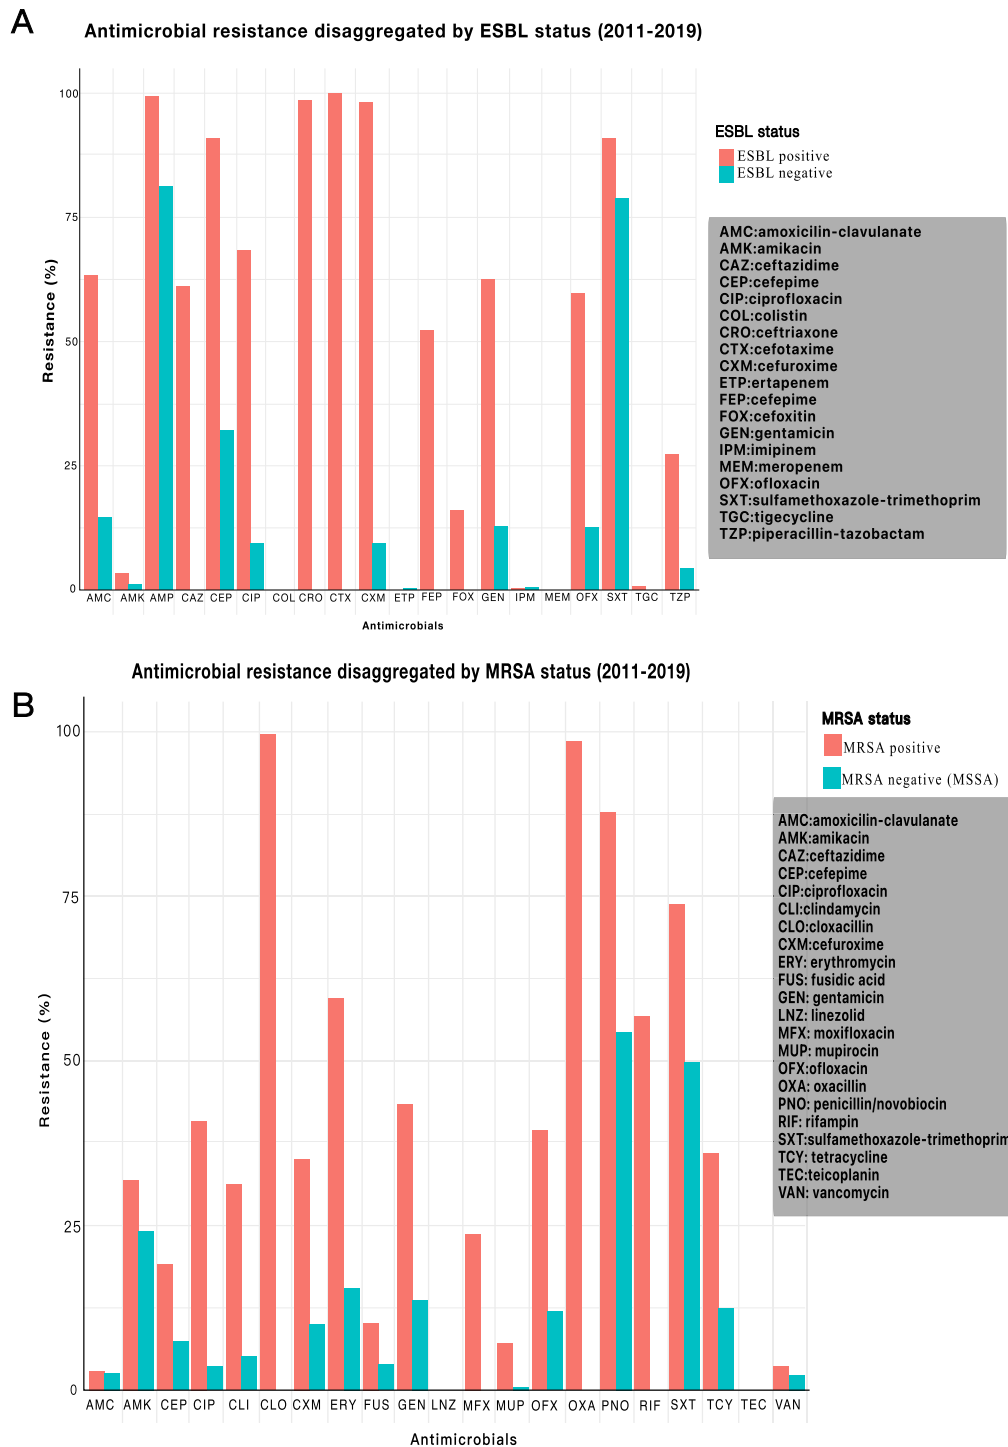 A
Antimicrobial resistance disaggregated by ESBL status (2011-2019)
100
75
50
25
0
Resistance (%)
AMC AMK AMP CAZ CEP CIP COL CRO CTX CXM ETP FEP FOX GEN IPM MEM OFX SXT TGC TZP
Antimicrobials
ESBL status
ESBL positive
ESBL negative
AMC:amoxicilin-clavulanate
AMK:amikacin
CAZ:ceftazidime
CEP:cefepime
CIP:ciprofloxacin
COL:colistin
CRO:ceftriaxone
CTX:cefotaxime
CXM:cefuroxime
ETP:ertapenem
FEP:cefepime
FOX:cefoxitin
GEN:gentamicin
IPM:imipinem
MEM:meropenem
OFX:ofloxacin
SXT:sulfamethoxazole-trimethoprim
TGC:tigecycline
TZP:piperacillin-tazobactam
Antimicrobial resistance disaggregated by MRSA status (2011-2019)
B
100
75
50
25
0
Resistance (%)
AMC AMK CEP CIP CLI CLO CXM ERY FUS GEN LNZ MFX MUP OFX OXA PNO RIF SXT TCY TEC VAN
Antimicrobials
MRSA status
MRSA positive
MRSA negative (MSSA)
AMC:amoxicilin-clavulanate
AMK:amikacin
CAZ:ceftazidime
CEP:cefepime
CIP:ciprofloxacin
CLI:clindamycin
CLO:cloxacillin
CXM:cefuroxime
ERY: erythromycin
FUS: fusidic acid
GEN: gentamicin
LNZ: linezolid
MFX: moxifloxacin
MUP: mupirocin
OFX:ofloxacin
OXA: oxacillin
PNO: penicillin/novobiocin
RIF: rifampin
SXT:sulfamethoxazole-trimethoprim
TCY: tetracycline
TEC:teicoplanin
VAN: vancomycin